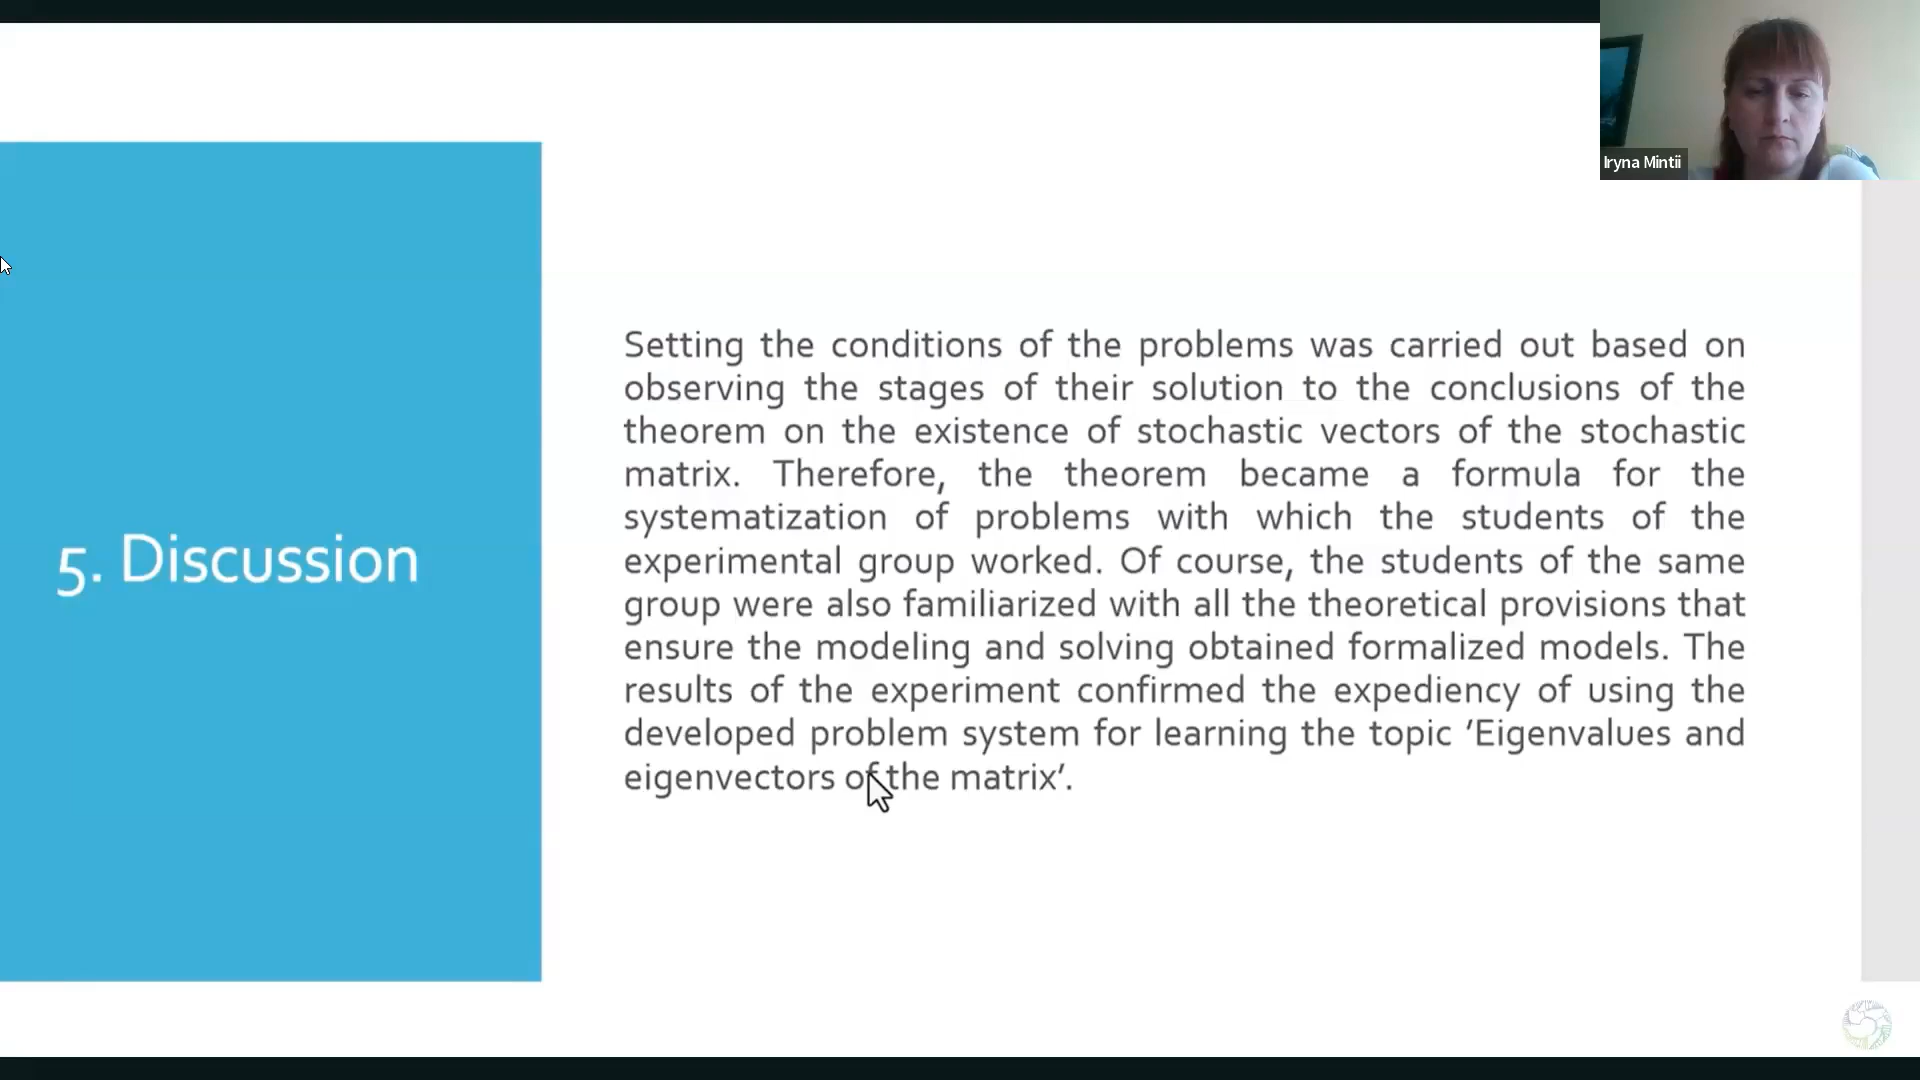 Iryna Mintii
5. Discussion
Setting the conditions of the problems was carried out based on
observing the stages of their solution to the conclusions of the
theorem on the existence of stochastic vectors of the stochastic
matrix. Therefore, the theorem became a formula for the
systematization of problems with which the students of the
experimental group worked. Of course, the students of the same
group were also familiarized with all the theoretical provisions that
ensure the modeling and solving obtained formalized models. The
results of the experiment confirmed the expediency of using the
developed problem system for learning the topic ‘Eigenvalues and
eigenvectors of the matrix’.